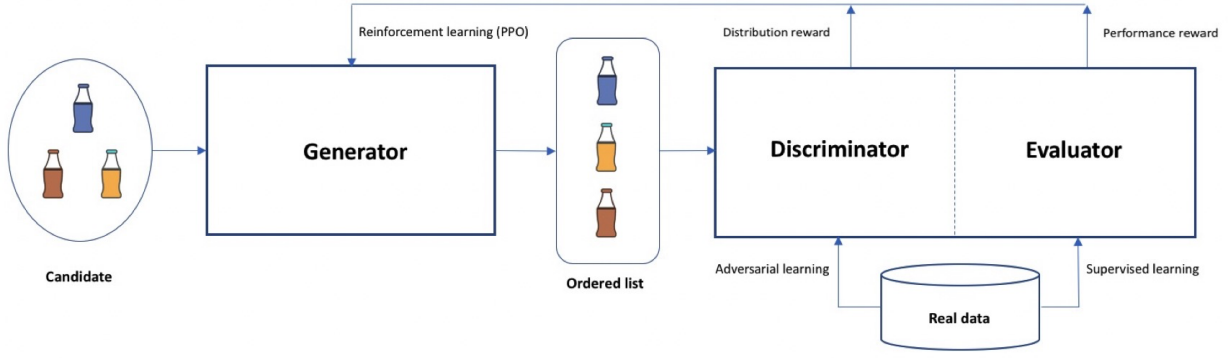 Reinforcement learning (PPO)
Distribution reward
Performance reward
Generator
Discriminator
Evaluator
Candidate
Ordered list
Adversarial learning
Supervised learning
Real data